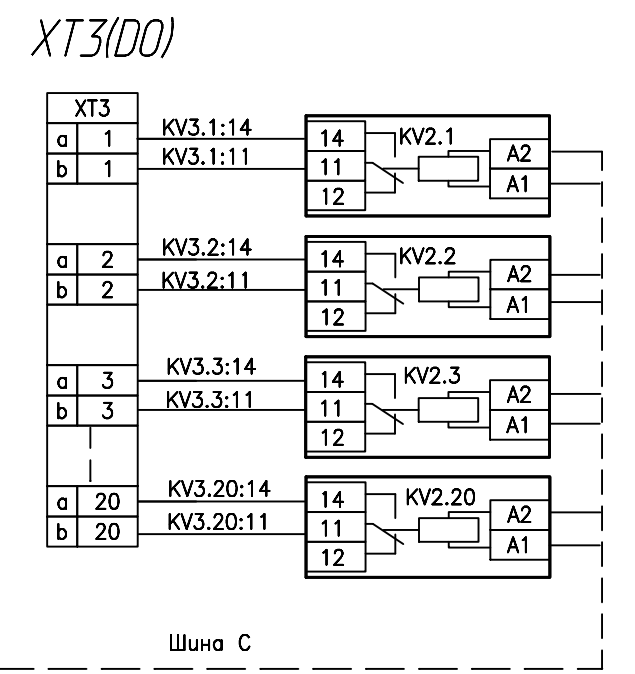 XT3(DO)
XT3
a 1 KV3.1:14 14 KV2.1 A2
b 1 KV3.1:11 11 A1
12
a 2 KV3.2:14 14 KV2.2 A2
b 2 KV3.2:11 11 A1
12
a 3 KV3.3:14 14 KV2.3 A2
b 3 KV3.3:11 11 A1
12
a 20 KV3.20:14 14 KV2.20 A2
b 20 KV3.20:11 11 A1
12
Шина С